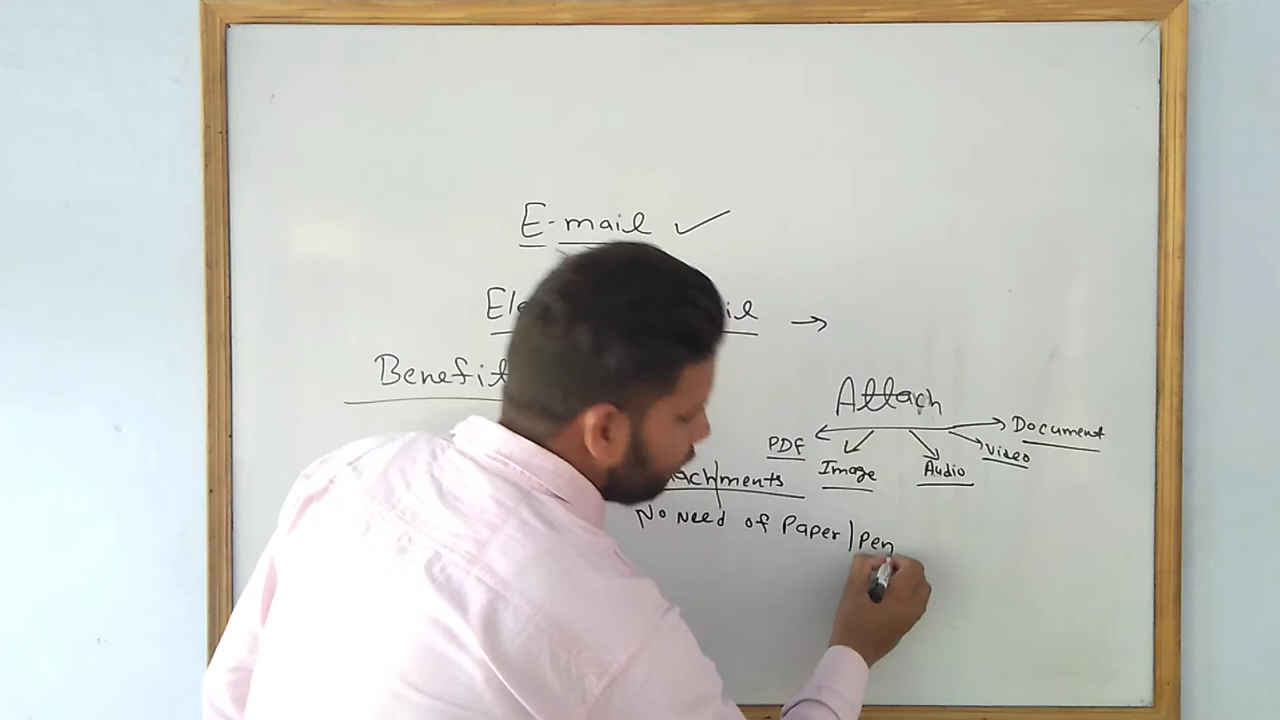 E-mail
Benefit
Attach
Document
PDF
Video
Image
Audio
No need of Paper/Pen